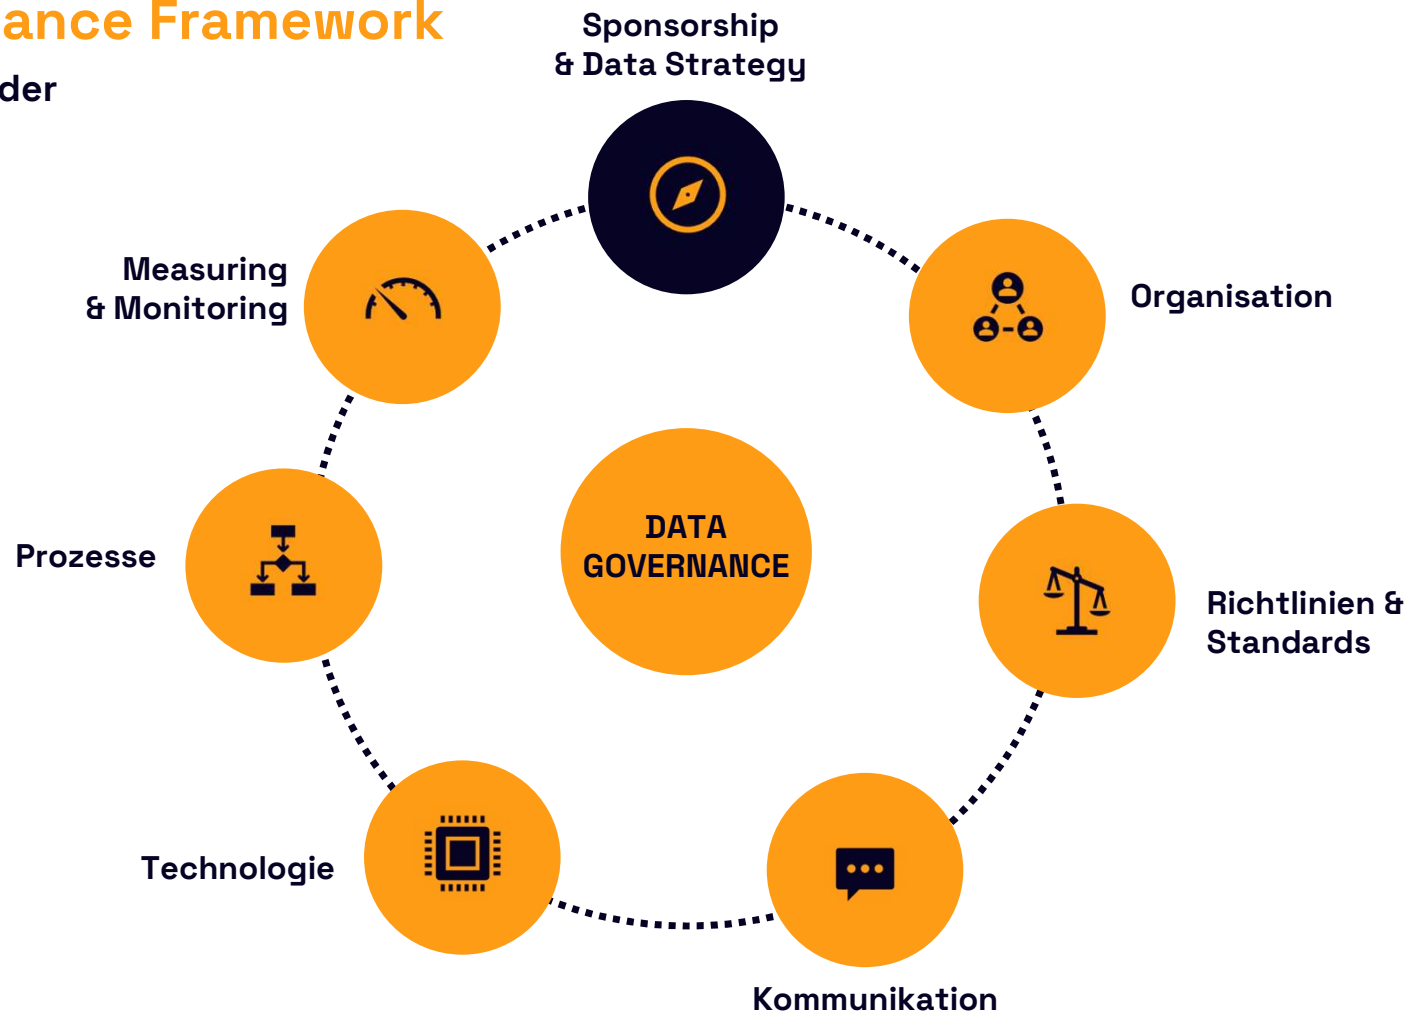 ance Framework
der
Sponsorship
& Data Strategy
Measuring
& Monitoring
Organisation
DATA
GOVERNANCE
Prozesse
Richtlinien &
Standards
Technologie
Kommunikation